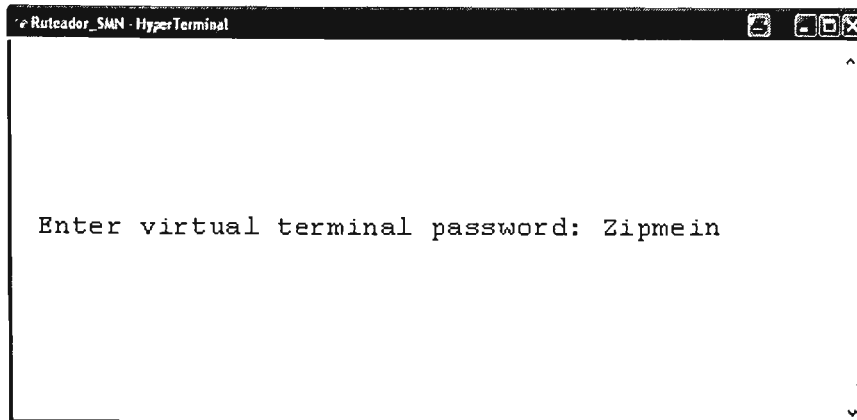 Ruteador_SMN - HyperTerminal
Enter virtual terminal password: Zipmein